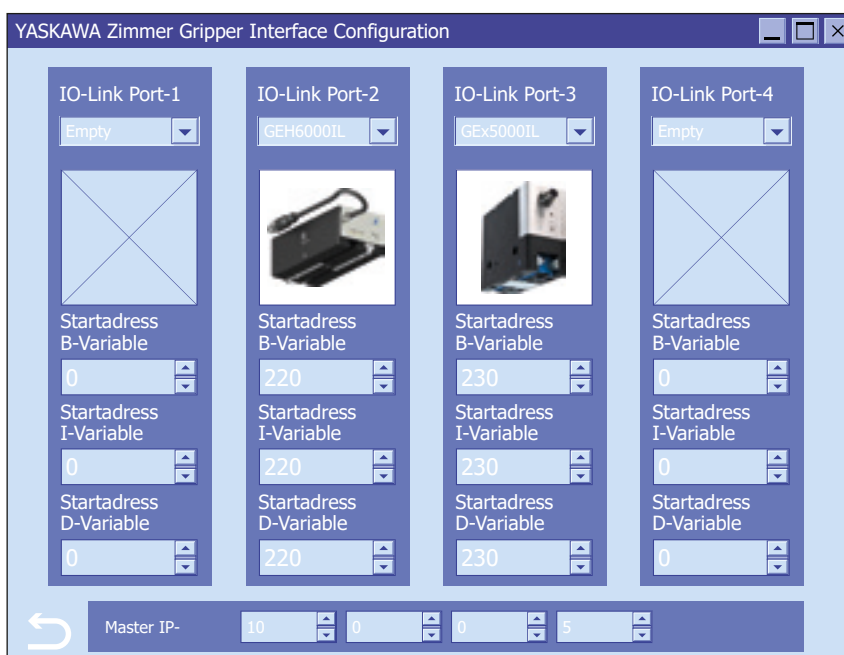 YASKAWA Zimmer Gripper Interface Configuration
IO-Link Port-1
Empty
Startadress
B-Variable
0
Startadress
I-Variable
0
Startadress
D-Variable
0
IO-Link Port-2
GEH6000IL
Startadress
B-Variable
220
Startadress
I-Variable
220
Startadress
D-Variable
220
IO-Link Port-3
GEx5000IL
Startadress
B-Variable
230
Startadress
I-Variable
230
Startadress
D-Variable
230
IO-Link Port-4
Empty
Startadress
B-Variable
0
Startadress
I-Variable
0
Startadress
D-Variable
0
Master IP- 10 0 0 5